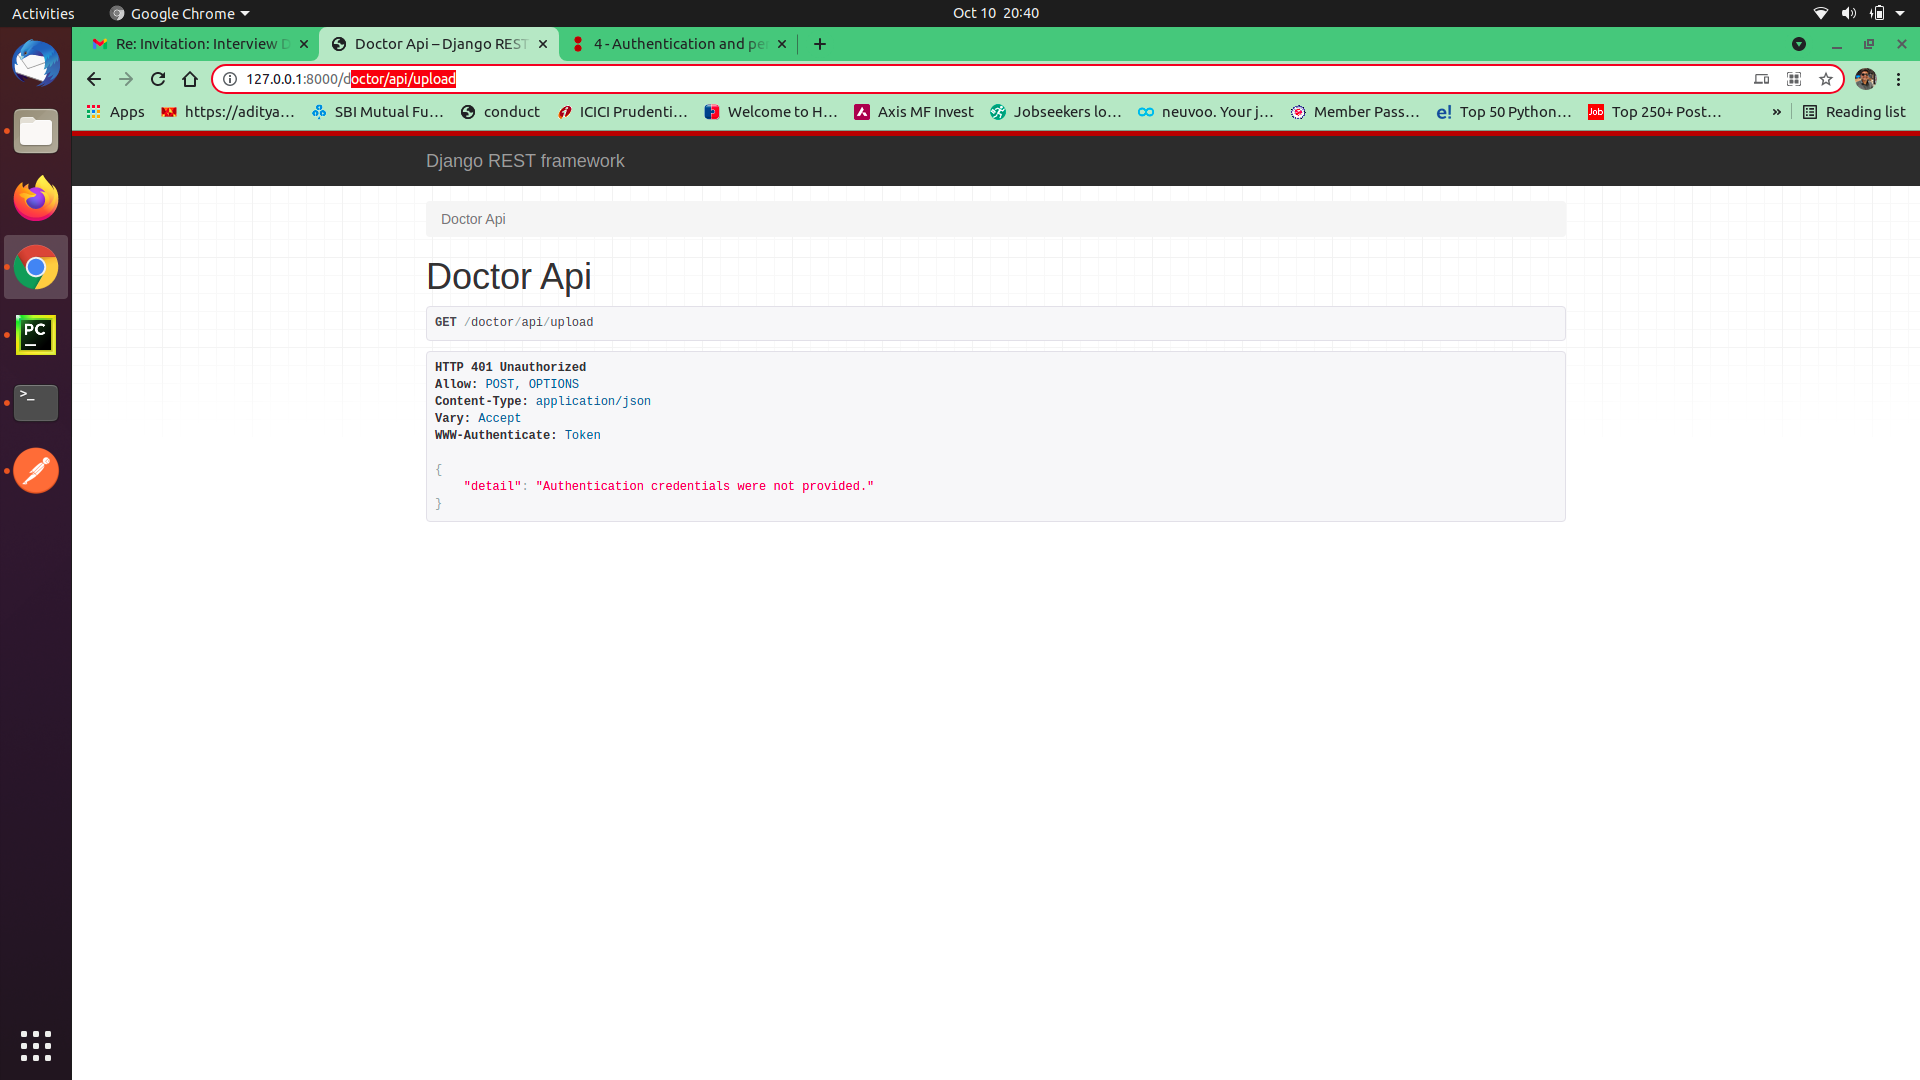 Activities
Google Chrome
Oct 10 20:40
Re: Invitation: Interview D
Doctor Api – Django REST
4 - Authentication and pe
127.0.0.1:8000/doctor/api/upload
Apps
https://aditya...
SBI Mutual Fu...
conduct
ICICI Prudenti...
Welcome to H...
Axis MF Invest
Jobseekers lo...
neuvoo. Your j...
Member Pass...
e! Top 50 Python...
Job Top 250+ Post...
»
Reading list
Django REST framework
Doctor Api
Doctor Api
GET /doctor/api/upload
HTTP 401 Unauthorized
Allow: POST, OPTIONS
Content-Type: application/json
Vary: Accept
WWW-Authenticate: Token
{
"detail": "Authentication credentials were not provided."
}
PC
>_